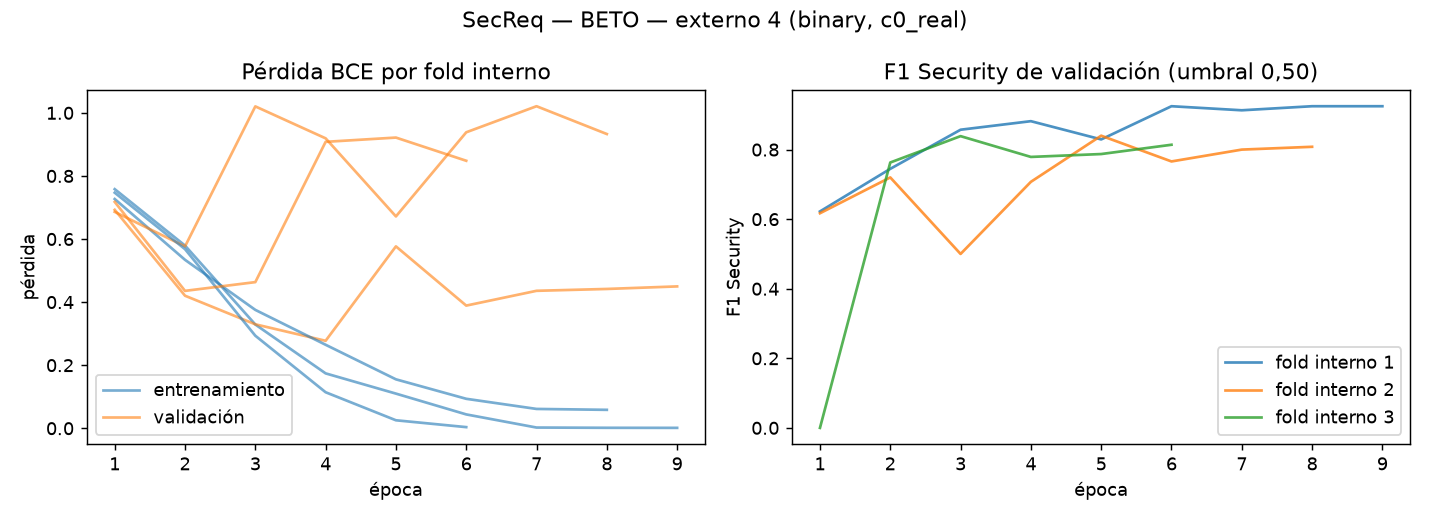 SecReq — BETO — externo 4 (binary, c0_real)
Pérdida BCE por fold interno
pérdida
1.0
0.8
0.6
0.4
0.2
0.0
entrenamiento
validación
1 2 3 4 5 6 7 8 9
época
F1 Security de validación (umbral 0,50)
F1 Security
0.8
0.6
0.4
0.2
0.0
fold interno 1
fold interno 2
fold interno 3
1 2 3 4 5 6 7 8 9
época